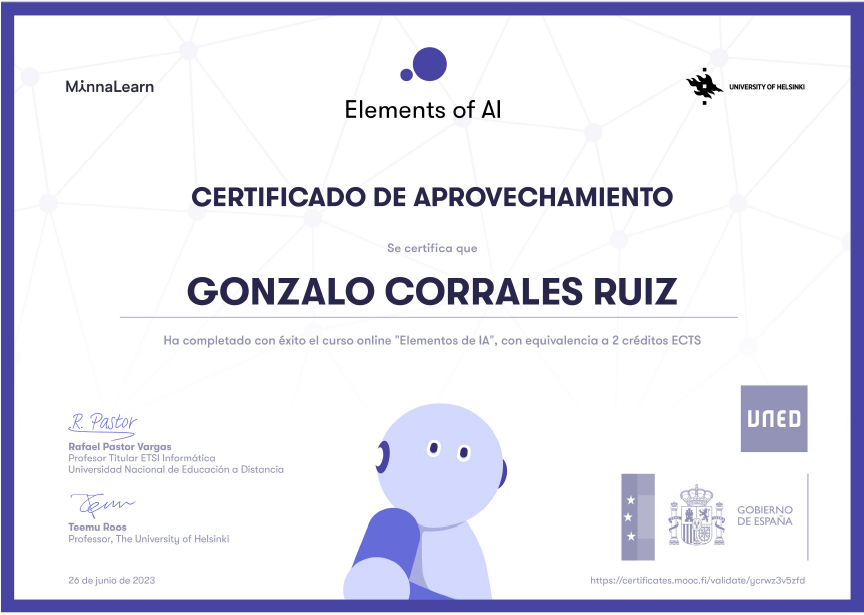 MinnaLearn
Elements of AI
UNIVERSITY OF HELSINKI
CERTIFICADO DE APROVECHAMIENTO
Se certifica que
GONZALO CORRALES RUIZ
Ha completado con éxito el curso online "Elementos de IA", con equivalencia a 2 créditos ECTS
R. Pastor
Rafael Pastor Vargas
Profesor Titular ETSI Informática
Universidad Nacional de Educación a Distancia
Teemu Roos
Professor, The University of Helsinki
26 de junio de 2023
UNED
GOBIERNO
DE ESPAÑA
https://certificates.mooc.fi/validate/ycrwz3v5zfd